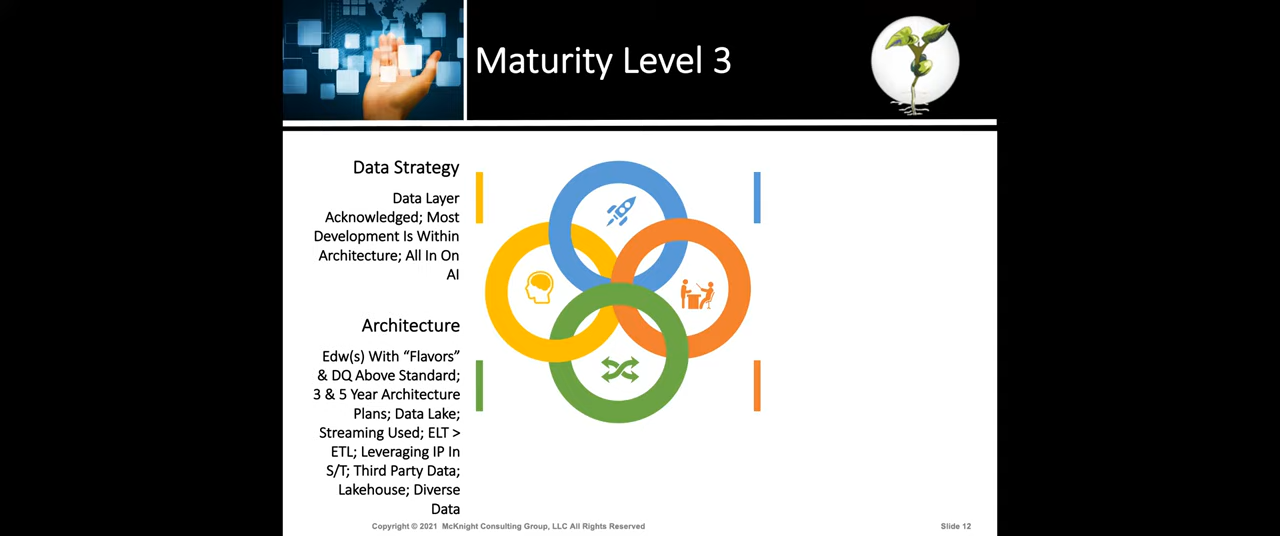 Maturity Level 3
Data Strategy
Data Layer
Acknowledged; Most
Development Is Within
Architecture; All In On
AI
Architecture
Edw(s) With “Flavors”
& DQ Above Standard;
3 & 5 Year Architecture
Plans; Data Lake;
Streaming Used; ELT >
ETL; Leveraging IP In
S/T; Third Party Data;
Lakehouse; Diverse
Data
Copyright © 2021 McKnight Consulting Group, LLC All Rights Reserved
Slide 12